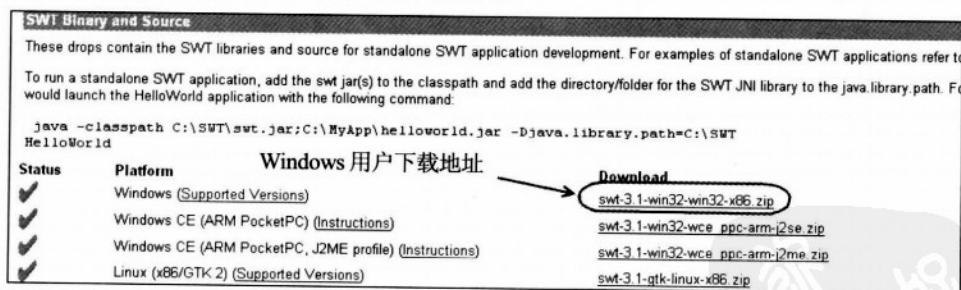 SWT Binary and Source
These drops contain the SWT libraries and source for standalone SWT application development. For examples of standalone SWT applications refer to
To run a standalone SWT application, add the swt jar(s) to the classpath and add the directory/folder for the SWT JNI library to the java.library.path. Fo
would launch the HelloWorld application with the following command:
java -classpath C:\SWT\swt.jar;C:\MyApp\helloworld.jar -Djava.library.path=C:\SWT
HelloWorld
Windows 用户下载地址
Status Platform Download
Windows (Supported Versions) swt-3.1-win32-win32-x86.zip
Windows CE (ARM PocketPC) (Instructions) swt-3.1-win32-wce_ppc-arm-j2se.zip
Windows CE (ARM PocketPC, J2ME profile) (Instructions) swt-3.1-win32-wce_ppc-arm-j2me.zip
Linux (x86/GTK 2) (Supported Versions) swt-3.1-gtk-linux-x86.zip